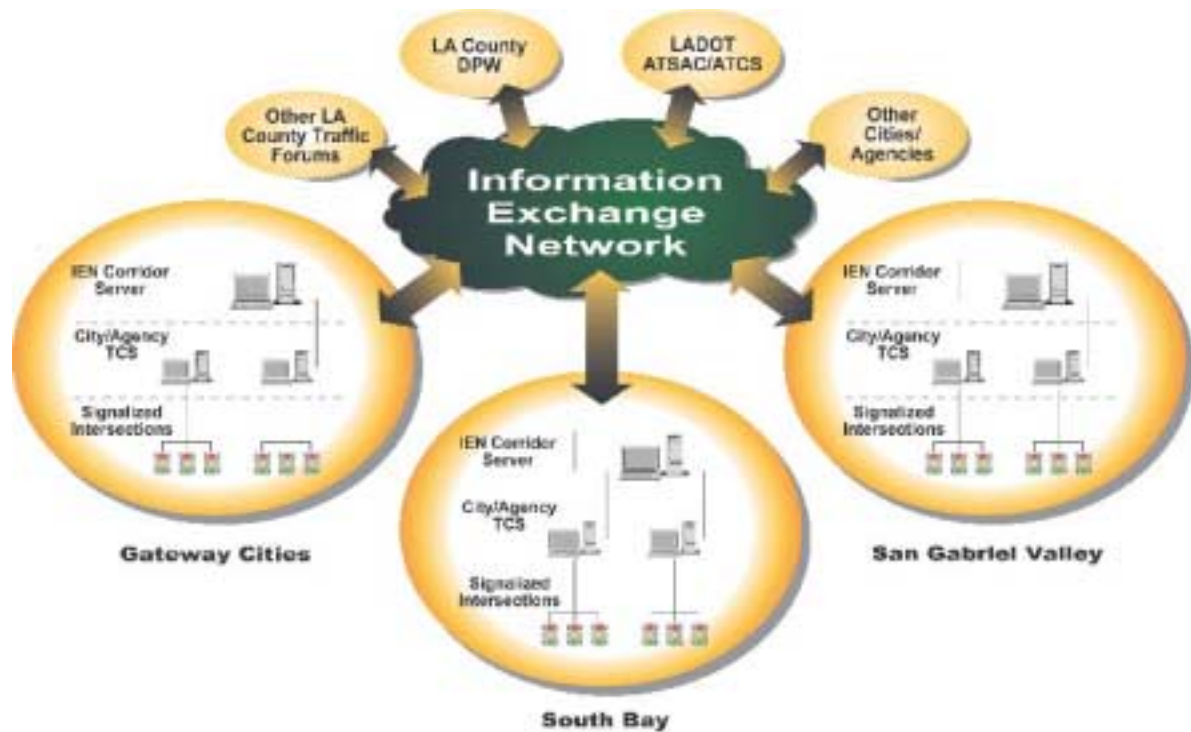 LA County
DPW
LADOT
ATSAC/ATCS
Other LA
County Traffic
Forums
Other
Cities/
Agencies
Information
Exchange
Network
IEN Corridor
Server
City/Agency
TCS
Signalized
Intersections
Gateway Cities
IEN Corridor
Server
City/Agency
TCS
Signalized
Intersections
South Bay
IEN Corridor
Server
City/Agency
TCS
Signalized
Intersections
San Gabriel Valley